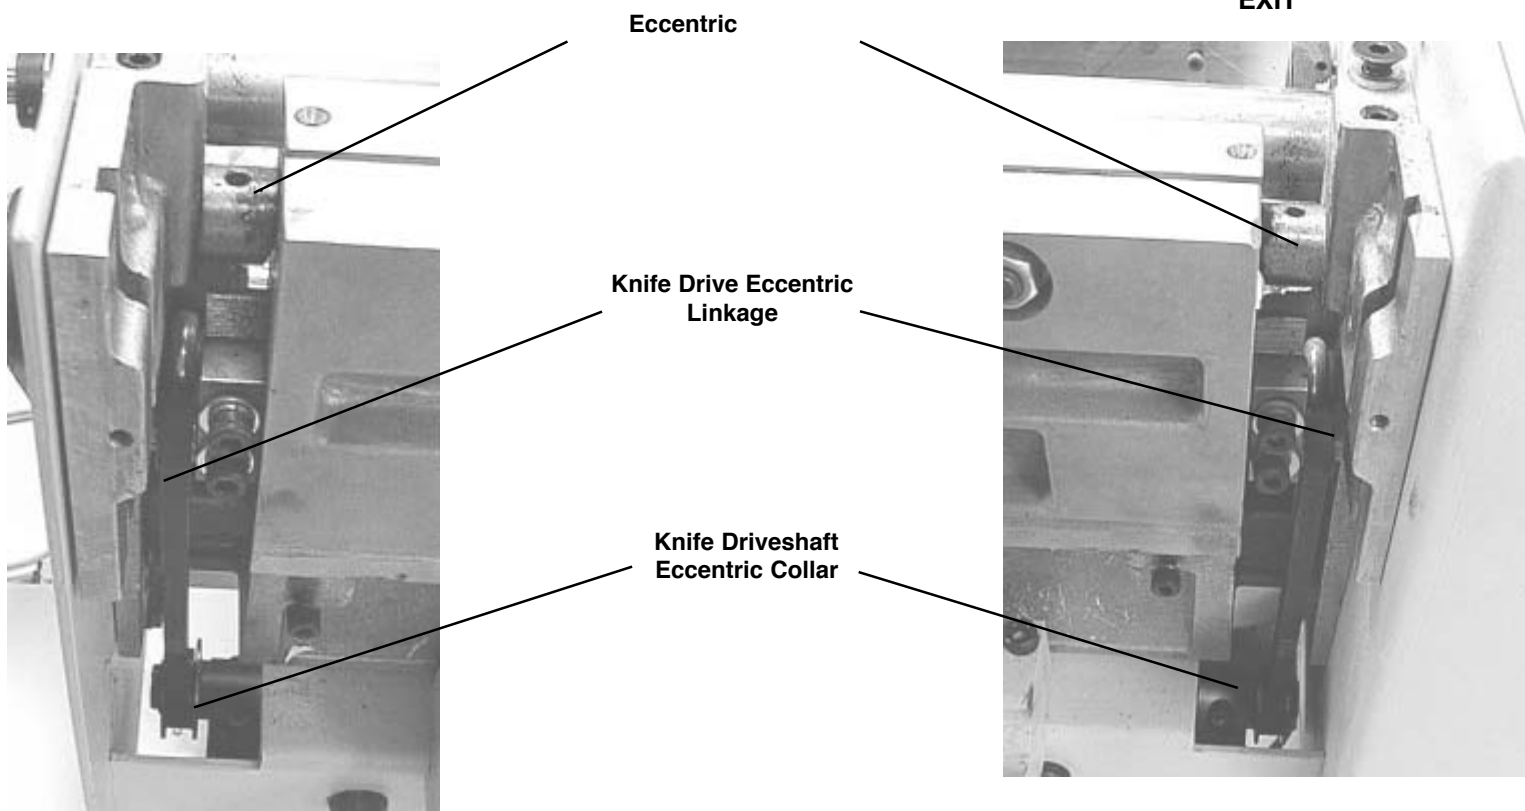 EXIT
Eccentric
Knife Drive Eccentric
Linkage
Knife Driveshaft
Eccentric Collar